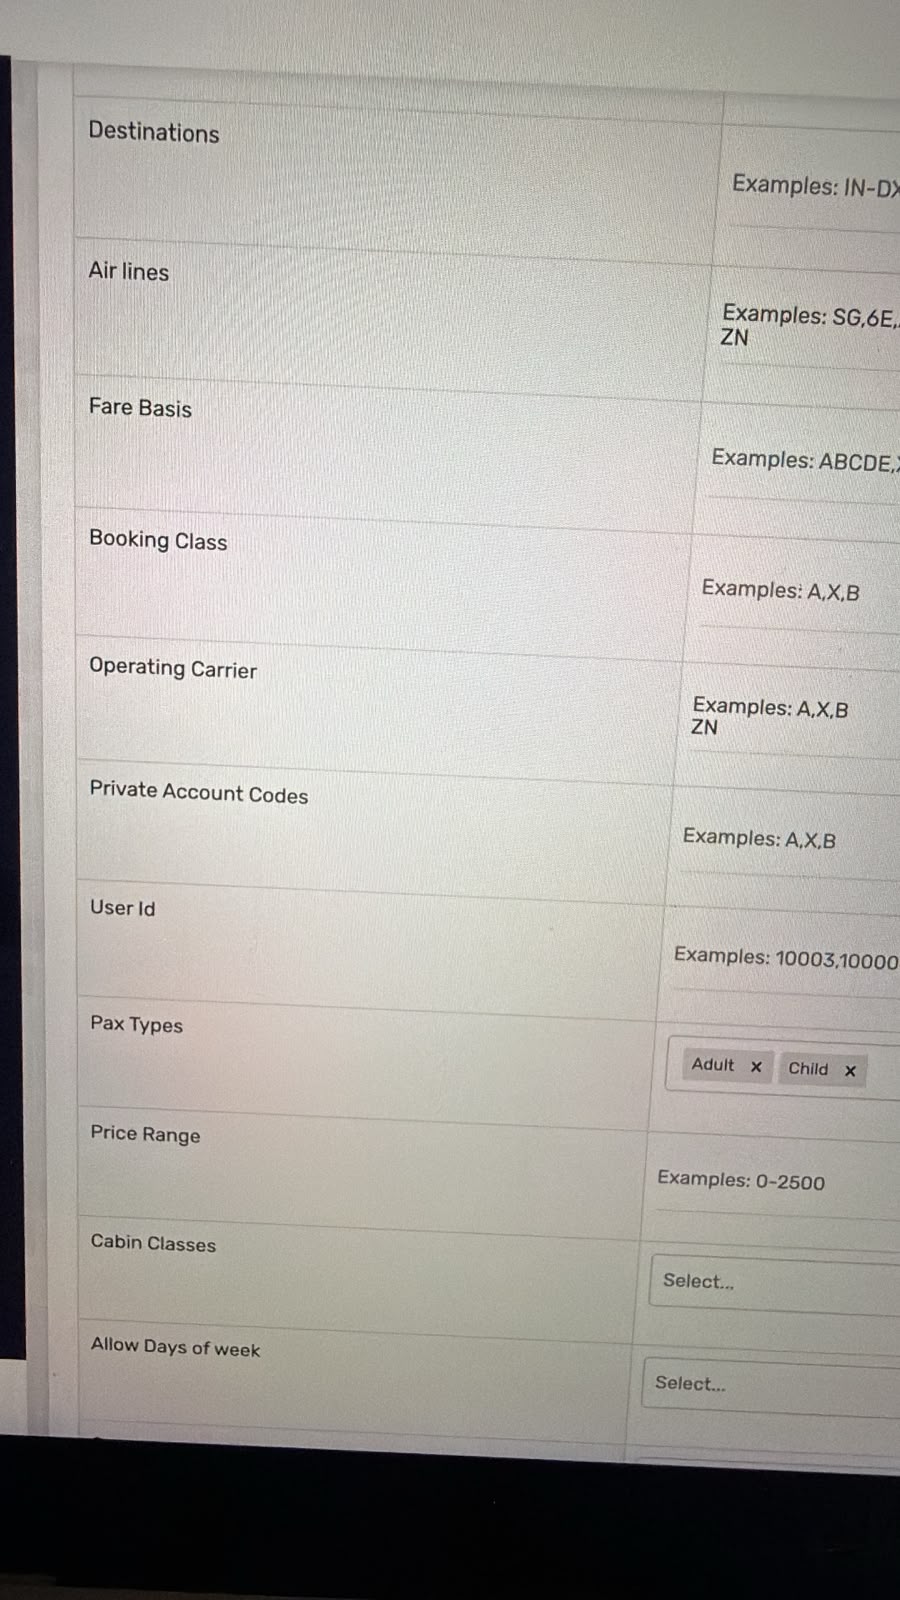 Destinations
Examples: IN-DX
Air lines
Examples: SG,6E,
ZN
Fare Basis
Examples: ABCDE,
Booking Class
Examples: A,X,B
Operating Carrier
Examples: A,X,B
ZN
Private Account Codes
Examples: A,X,B
User Id
Examples: 10003,10000
Pax Types
Adult x Child x
Price Range
Examples: 0-2500
Cabin Classes
Select...
Allow Days of week
Select...